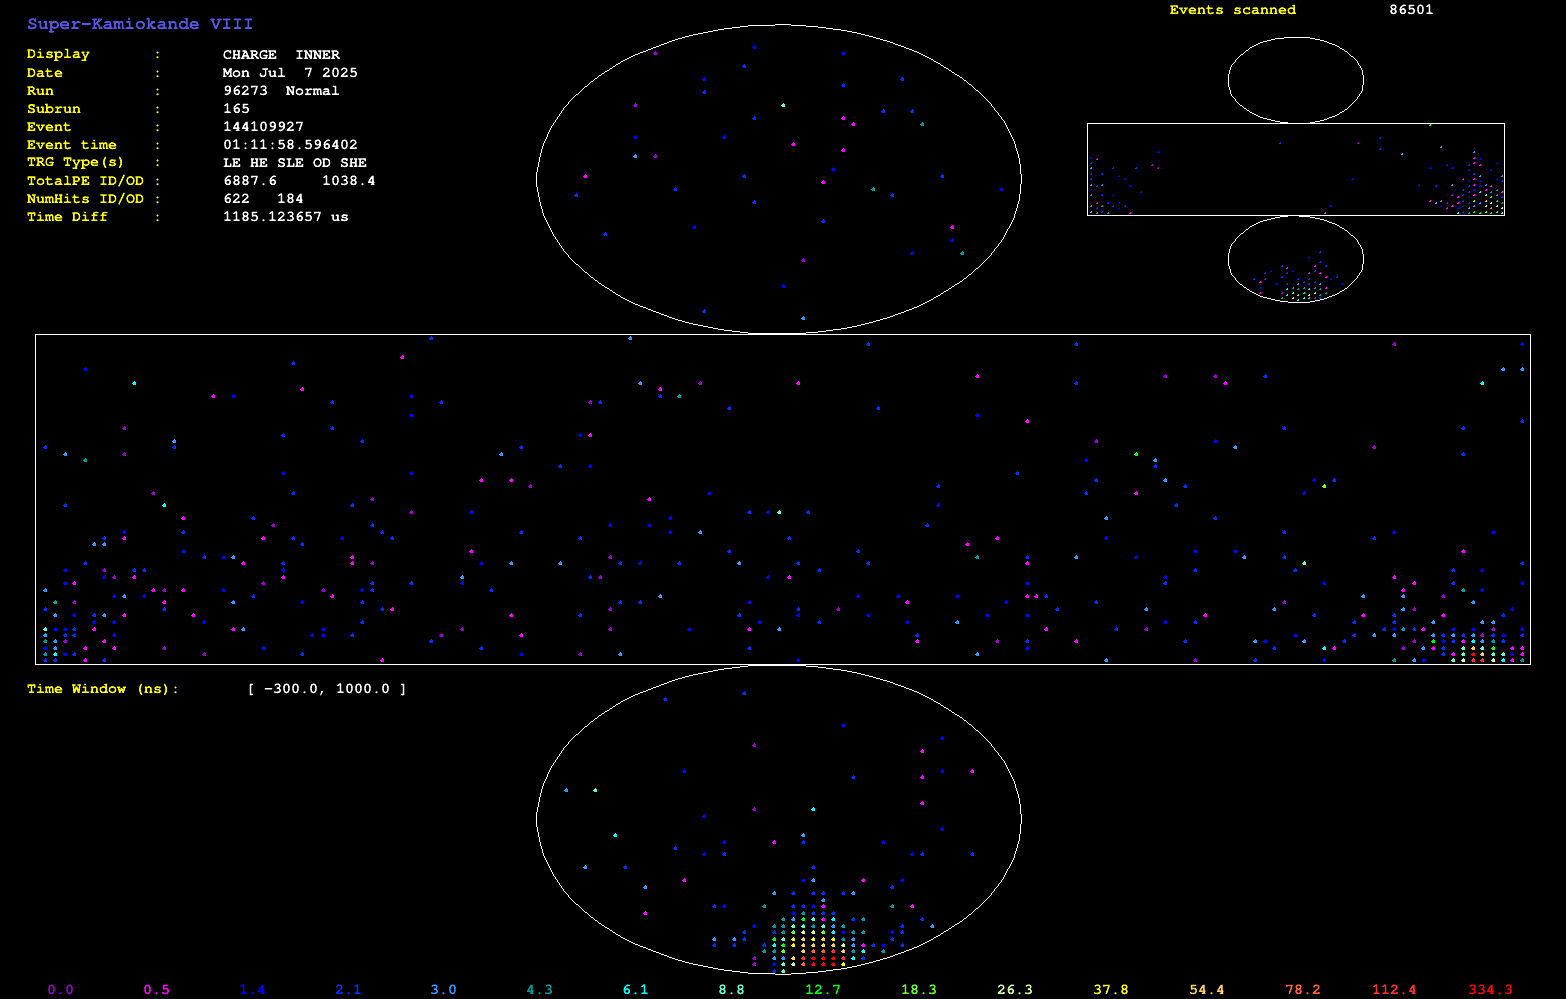 Super-Kamiokande VIII
Events scanned 86501
Display : CHARGE INNER
Date : Mon Jul 7 2025
Run : 96273 Normal
Subrun : 165
Event : 144109927
Event time : 01:11:58.596402
TRG Type(s) : LE HE SLE OD SHE
TotalPE ID/OD : 6887.6 1038.4
NumHits ID/OD : 622 184
Time Diff : 1185.123657 us
Time Window (ns): [ -300.0, 1000.0 ]
0.0 0.5 1.4 2.1 3.0 4.3 6.1 8.8 12.7 18.3 26.3 37.8 54.4 78.2 112.4 334.3